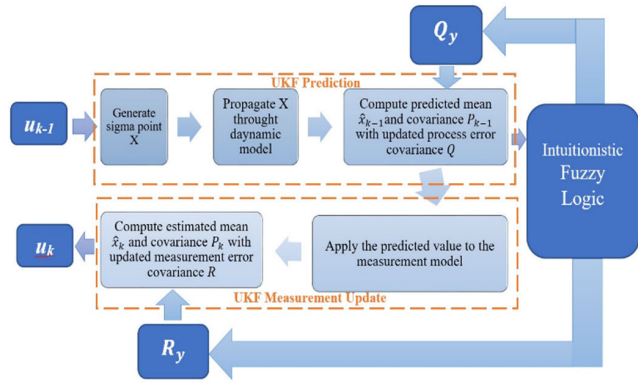 Q_y
UKF Prediction
u_{k-1}
Generate
sigma point
X
Propagate X
throught
daynamic
model
Compute predicted mean
x̂_{k−1} and covariance P_{k−1}
with updated process error
covariance Q
Intuitionistic
Fuzzy
Logic
u_k
Compute estimated mean
x̂_k and covariance P_k with
updated measurement error
covariance R
Apply the predicted value to the
measurement model
UKF Measurement Update
R_y